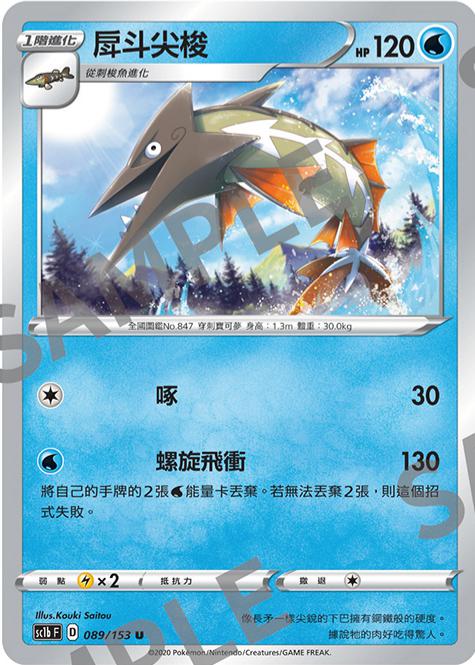 1階進化
戽斗尖梭
HP 120
從刺梭魚進化
SAMPLE
全國圖鑑No.847 穿刺寶可夢 身高：1.3m 體重：30.0kg
啄 30
螺旋飛衝 130
將自己的手牌的2張能量卡丟棄。若無法丟棄2張，則這個招
式失敗。
弱點 ×2 抵抗力 撤退
Illus.Kouki Saitou
sc1b F D 089/153 U
像長矛一樣尖銳的下巴擁有鋼鐵般的硬度。
據說牠的肉好吃得驚人。
©2020 Pokémon/Nintendo/Creatures/GAME FREAK.